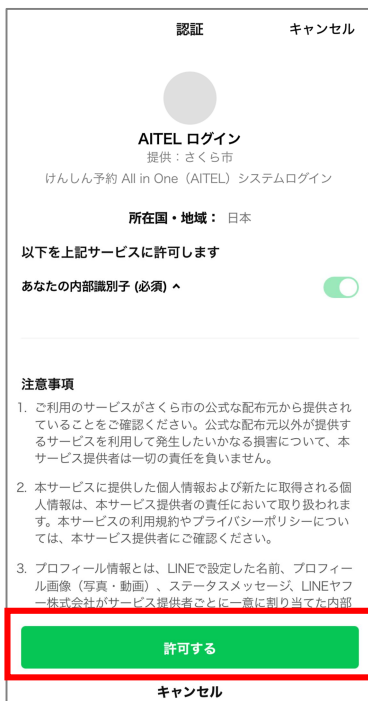 認証 キャンセル
AITEL ログイン
提供：さくら市
けんしん予約 All in One（AITEL）システムログイン
所在国・地域： 日本
以下を上記サービスに許可します
あなたの内部識別子 (必須) ^
注意事項
1. ご利用のサービスがさくら市の公式な配布元から提供され
ていることをご確認ください。公式な配布元以外が提供す
るサービスを利用して発生したいかなる損害について、本
サービス提供者は一切の責任を負いません。
2. 本サービスに提供した個人情報および新たに取得される個
人情報は、本サービス提供者の責任において取り扱われま
す。本サービスの利用規約やプライバシーポリシーについ
ては、本サービス提供者にご確認ください。
3. プロフィール情報とは、LINEで設定した名前、プロフィー
ル画像（写真・動画）、ステータスメッセージ、LINEヤフ
ー株式会社がサービス提供者ごとに一意に割り当てた内部
許可する
キャンセル